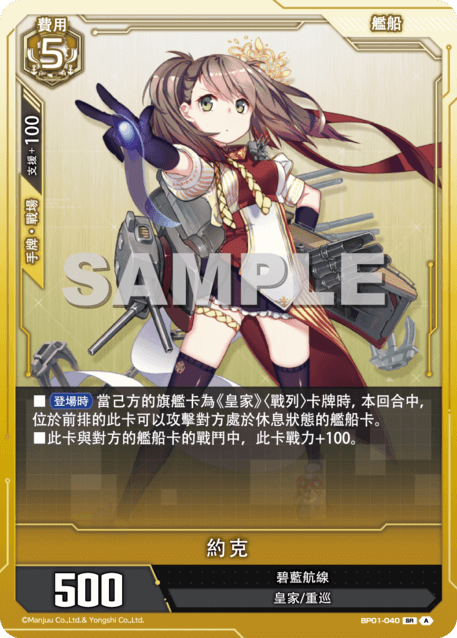 費用
5
艦船
支援+100
手牌・戰場
SAMPLE
■ 登場時 當己方的旗艦卡為《皇家》〈戰列〉卡牌時, 本回合中,
位於前排的此卡可以攻擊對方處於休息狀態的艦船卡。
■此卡與對方的艦船卡的戰鬥中，此卡戰力+100。
約克
500
碧藍航線
皇家/重巡
©Manjuu Co.,Ltd.& Yongshi Co.,Ltd.
BP01-040 SR A